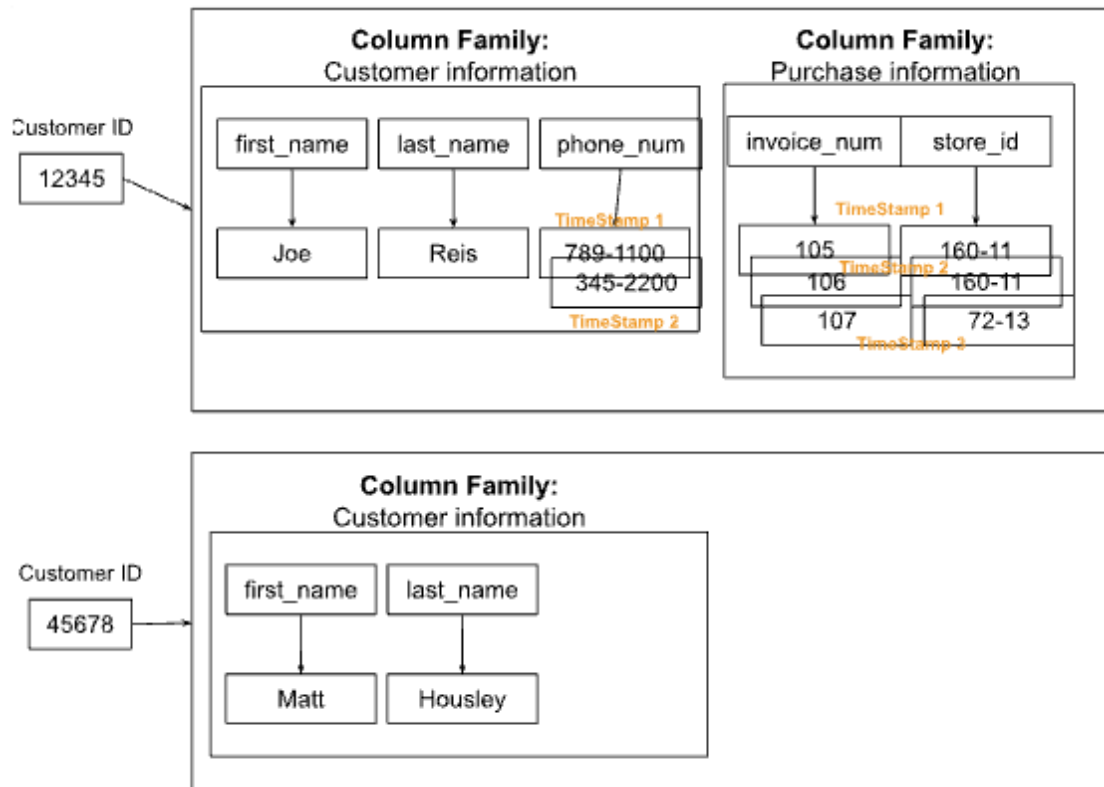 Column Family:
Customer information
Column Family:
Purchase information
Customer ID
12345
first_name
last_name
phone_num
invoice_num
store_id
TimeStamp 1
TimeStamp 1
Joe
Reis
789-1100
345-2200
TimeStamp 2
105
160-11
TimeStamp 2
106
160-11
107
72-13
TimeStamp 3
Column Family:
Customer information
Customer ID
45678
first_name
last_name
Matt
Housley